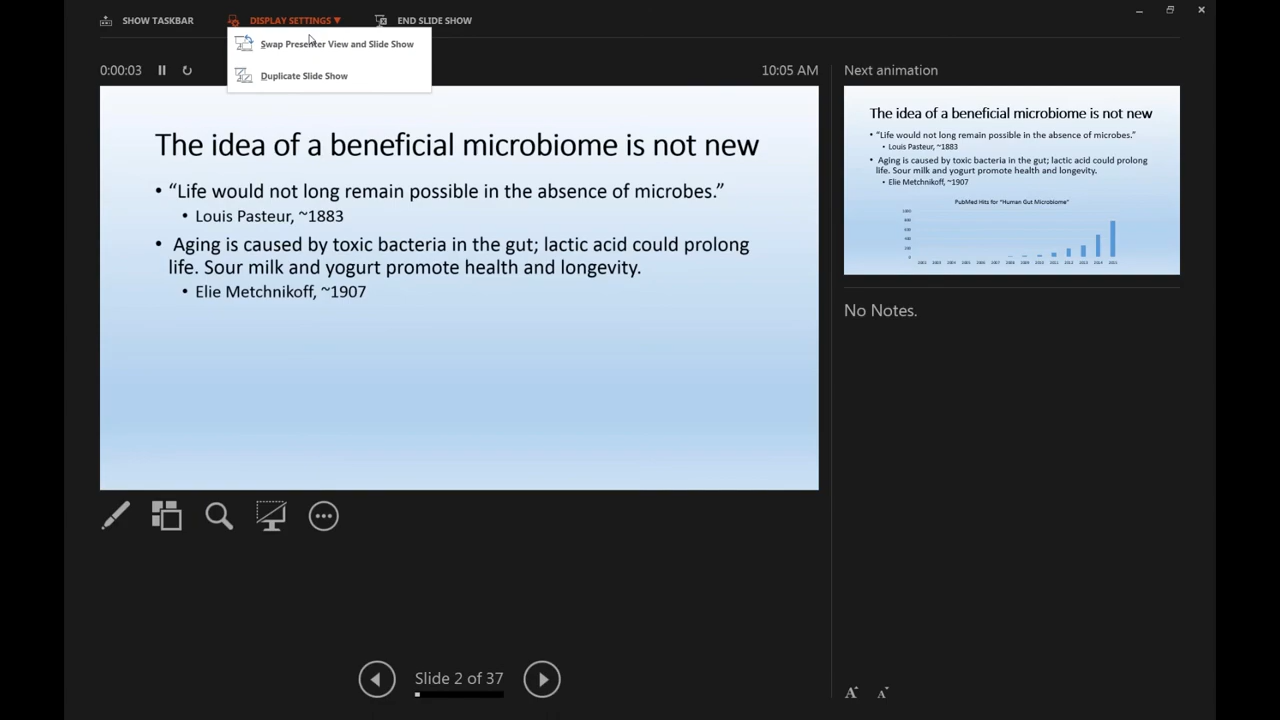 SHOW TASKBAR
DISPLAY SETTINGS ▼
END SLIDE SHOW
Swap Presenter View and Slide Show
Duplicate Slide Show
0:00:03
10:05 AM
The idea of a beneficial microbiome is not new
• “Life would not long remain possible in the absence of microbes.”
• Louis Pasteur, ~1883
• Aging is caused by toxic bacteria in the gut; lactic acid could prolong
life. Sour milk and yogurt promote health and longevity.
• Elie Metchnikoff, ~1907
Slide 2 of 37
Next animation
The idea of a beneficial microbiome is not new
• “Life would not long remain possible in the absence of microbes.”
• Louis Pasteur, ~1883
• Aging is caused by toxic bacteria in the gut; lactic acid could prolong
life. Sour milk and yogurt promote health and longevity.
• Elie Metchnikoff, ~1907
PubMed Hits for "Human Gut Microbiome"
No Notes.
A A